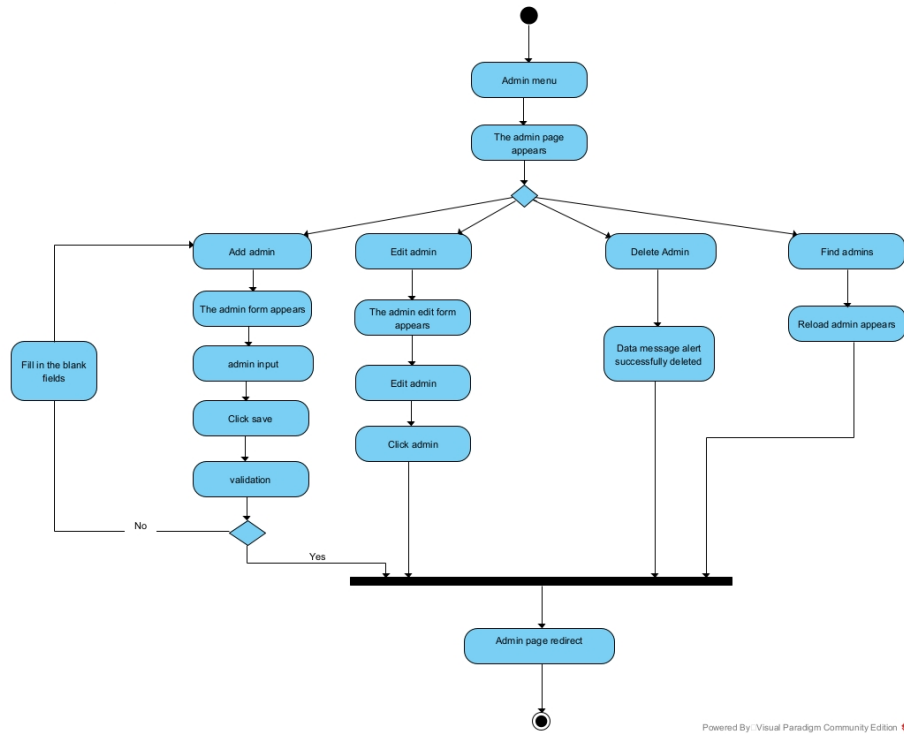 Admin menu
The admin page
appears
Add admin
Edit admin
Delete Admin
Find admins
The admin form appears
The admin edit form
appears
Reload admin appears
Fill in the blank
fields
admin input
Data message alert
successfully deleted
Edit admin
Click save
Click admin
validation
No
Yes
Admin page redirect
Powered By Visual Paradigm Community Edition